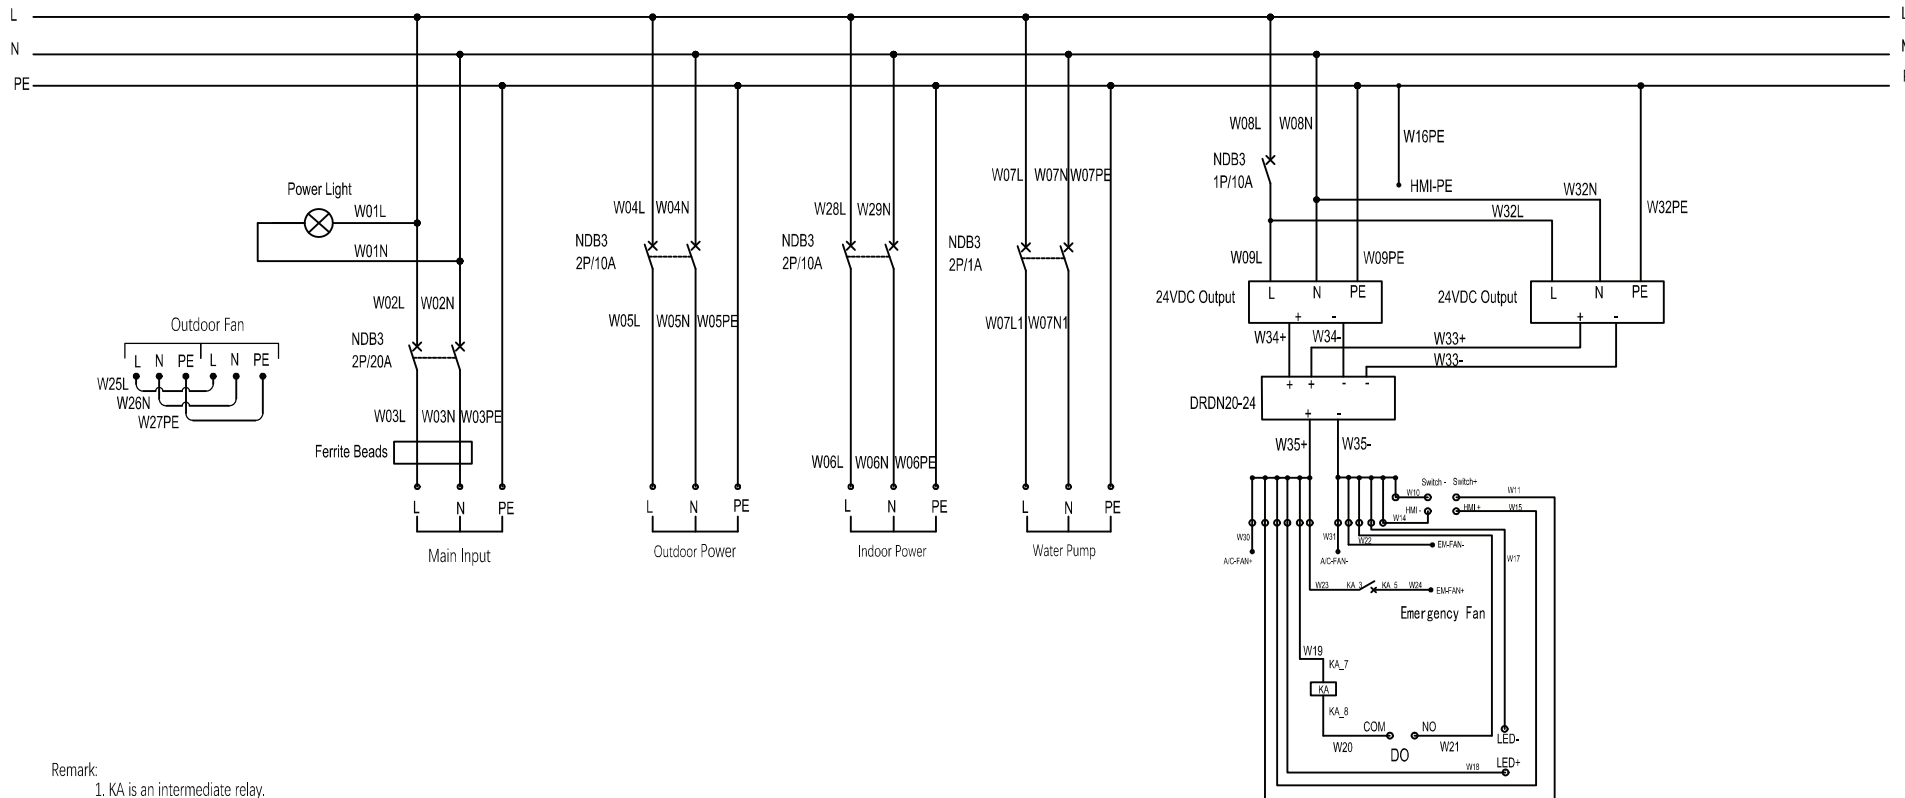 L
N
PE
L
W08L W08N
W16PE
NDB3
1P/10A
HMI-PE
W07L W07N W07PE
Power Light
W01L
W01N
W04L W04N
W28L W29N
W32N
W32L
W32PE
NDB3
2P/10A
NDB3
2P/10A
NDB3
2P/1A
W09L
W09PE
W02L W02N
24VDC Output
L N PE
+ -
24VDC Output
L N PE
+ -
Outdoor Fan
L N PE L N PE
W25L
W26N
W27PE
NDB3
2P/20A
W05L W05N W05PE
W07L1 W07N1
W34+ W34-
W33+
W33-
+ + - -
DRDN20-24
+ -
W03L W03N W03PE
Ferrite Beads
W06L W06N W06PE
W35+ W35-
L N PE
Main Input
L N PE
Outdoor Power
L N PE
Indoor Power
L N PE
Water Pump
Switch - Switch+
W10 W11
HMI - HMI + W15
W14
W30
A/C-FAN+
W31
A/C-FAN-
W22
EM-FAN-
W17
W23 KA_3 KA_5 W24 EM-FAN+
Emergency Fan
W19
KA_7
KA
KA_8
COM NO
W20 DO W21
LED-
W18 LED+
Remark:
1. KA is an intermediate relay.